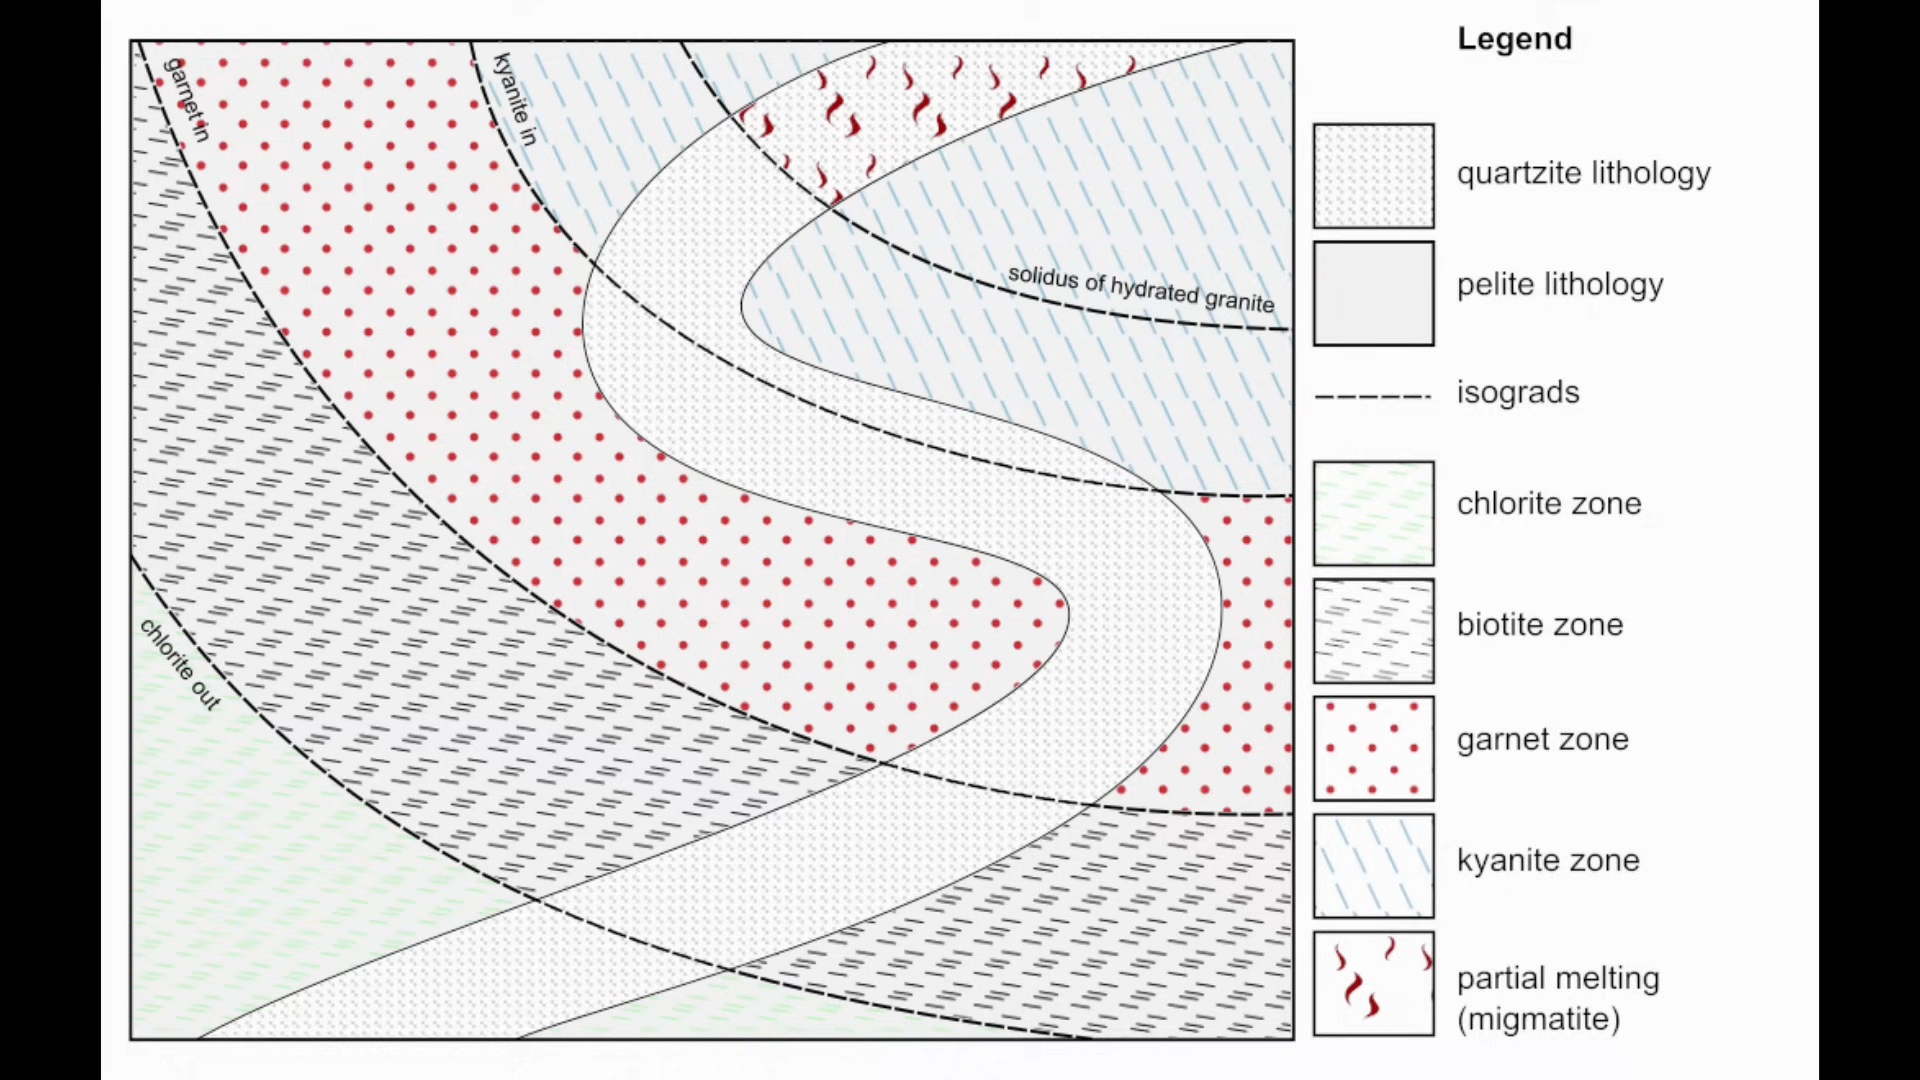 Legend
garnet in
kyanite in
solidus of hydrated granite
chlorite out
quartzite lithology
pelite lithology
isograds
chlorite zone
biotite zone
garnet zone
kyanite zone
partial melting
(migmatite)